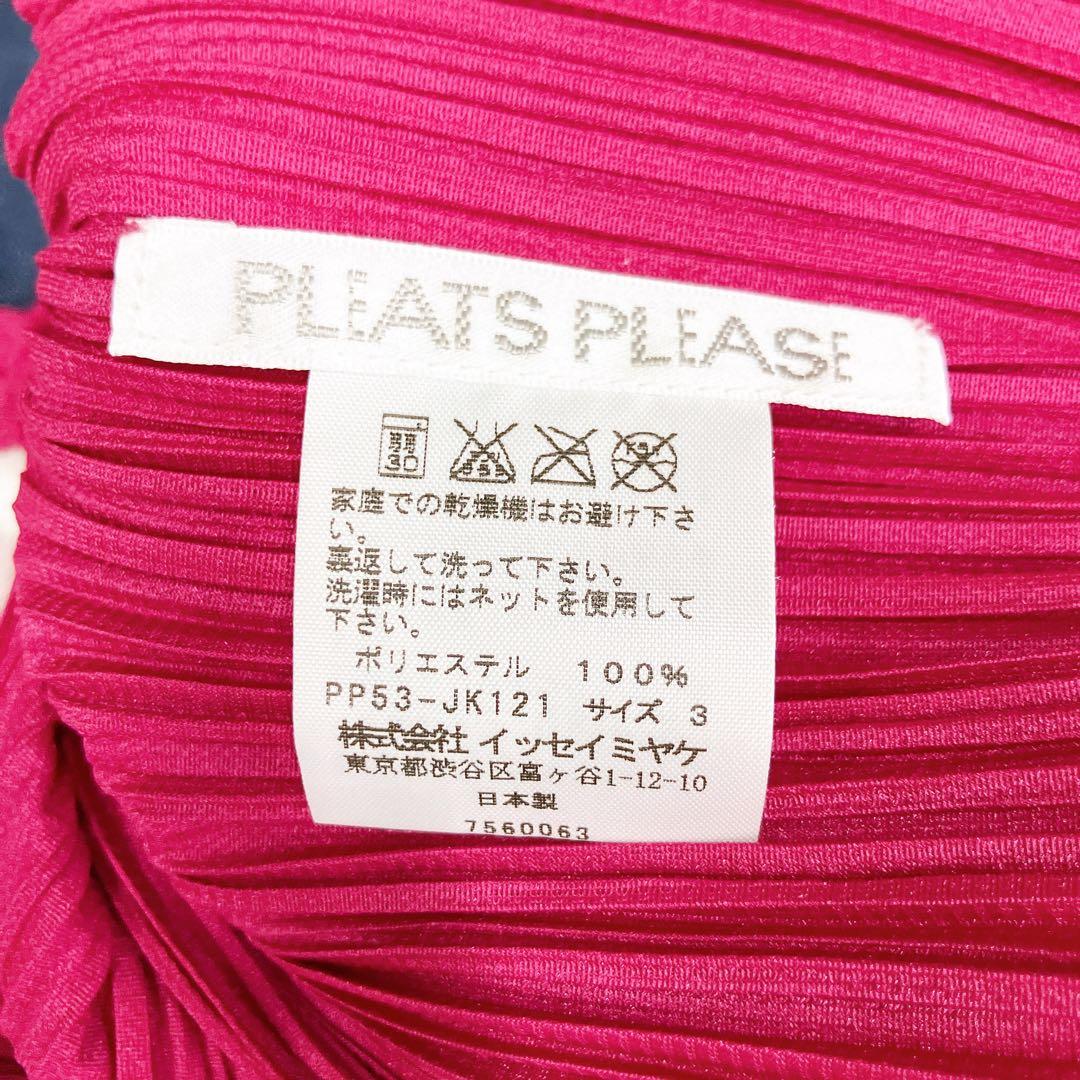 PLEATS PLEASE
弱
30
家庭での乾燥機はお避け下さ
い。
裏返して洗って下さい。
洗濯時にはネットを使用して
下さい。
ポリエステル 100%
PP53-JK121 サイズ 3
株式会社 イッセイミヤケ
東京都渋谷区富ヶ谷1-12-10
日本製
7560063